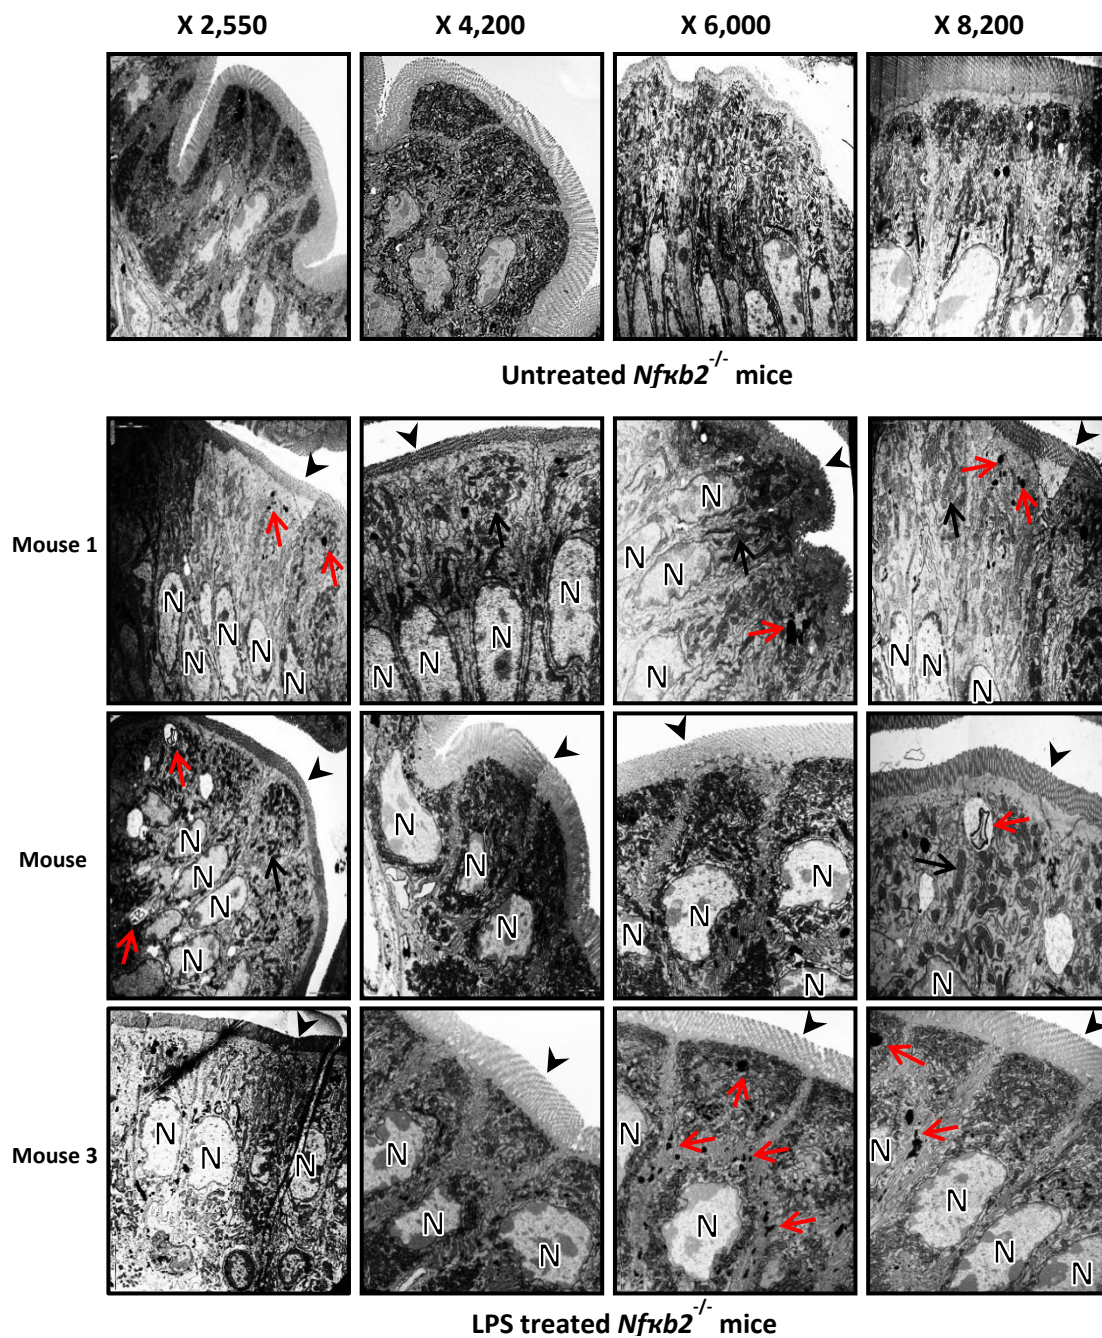 X 2,550 X 4,200 X 6,000 X 8,200
Untreated Nfκb2-/- mice
Mouse 1
N N N N N
N N N N
N N N N
N N N
Mouse
N N N N
N N N
N N N N
N
Mouse 3
N N N
N N N
N N
N N N N
LPS treated Nfκb2-/- mice